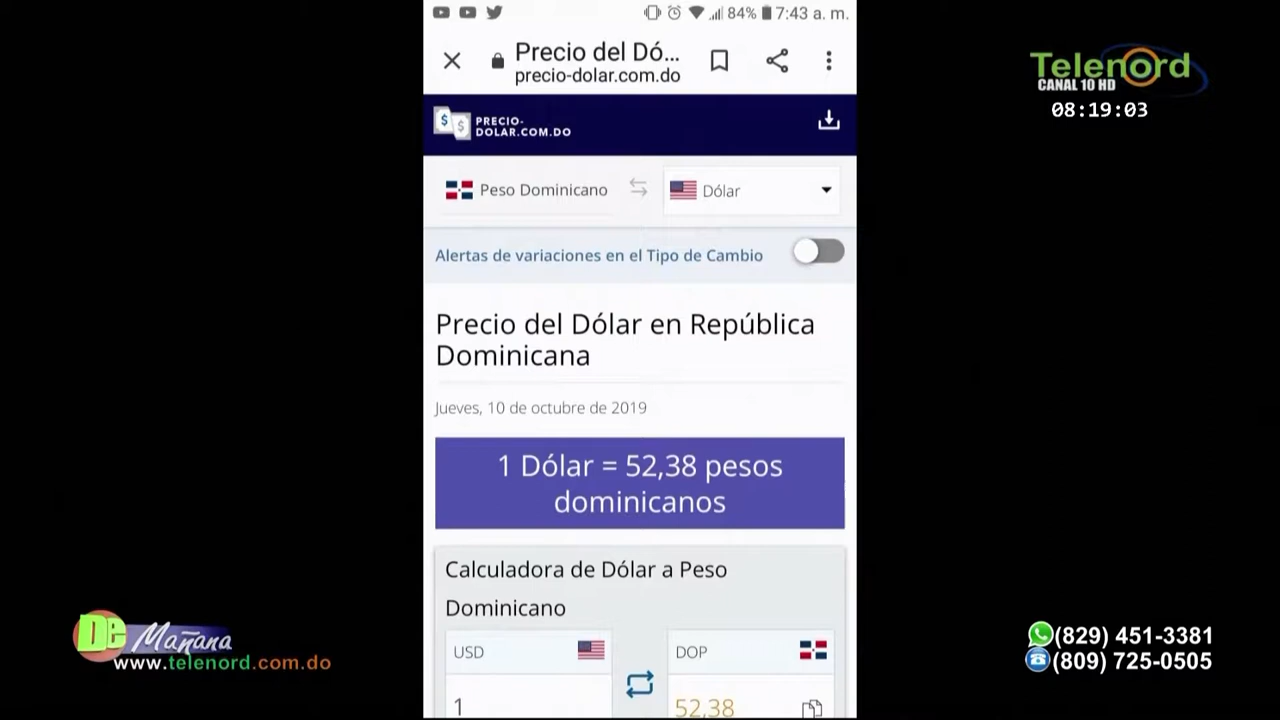 84% 7:43 a. m.
Precio del Dó...
precio-dolar.com.do
Telenord
CANAL 10 HD
08:19:03
PRECIO-
DOLAR.COM.DO
Peso Dominicano
Dólar
Alertas de variaciones en el Tipo de Cambio
Precio del Dólar en República
Dominicana
Jueves, 10 de octubre de 2019
1 Dólar = 52,38 pesos
dominicanos
Calculadora de Dólar a Peso
Dominicano
USD
DOP
1
52,38
De Mañana
www.telenord.com.do
(829) 451-3381
(809) 725-0505